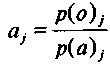 a_j = p(o)_j / p(a)_j